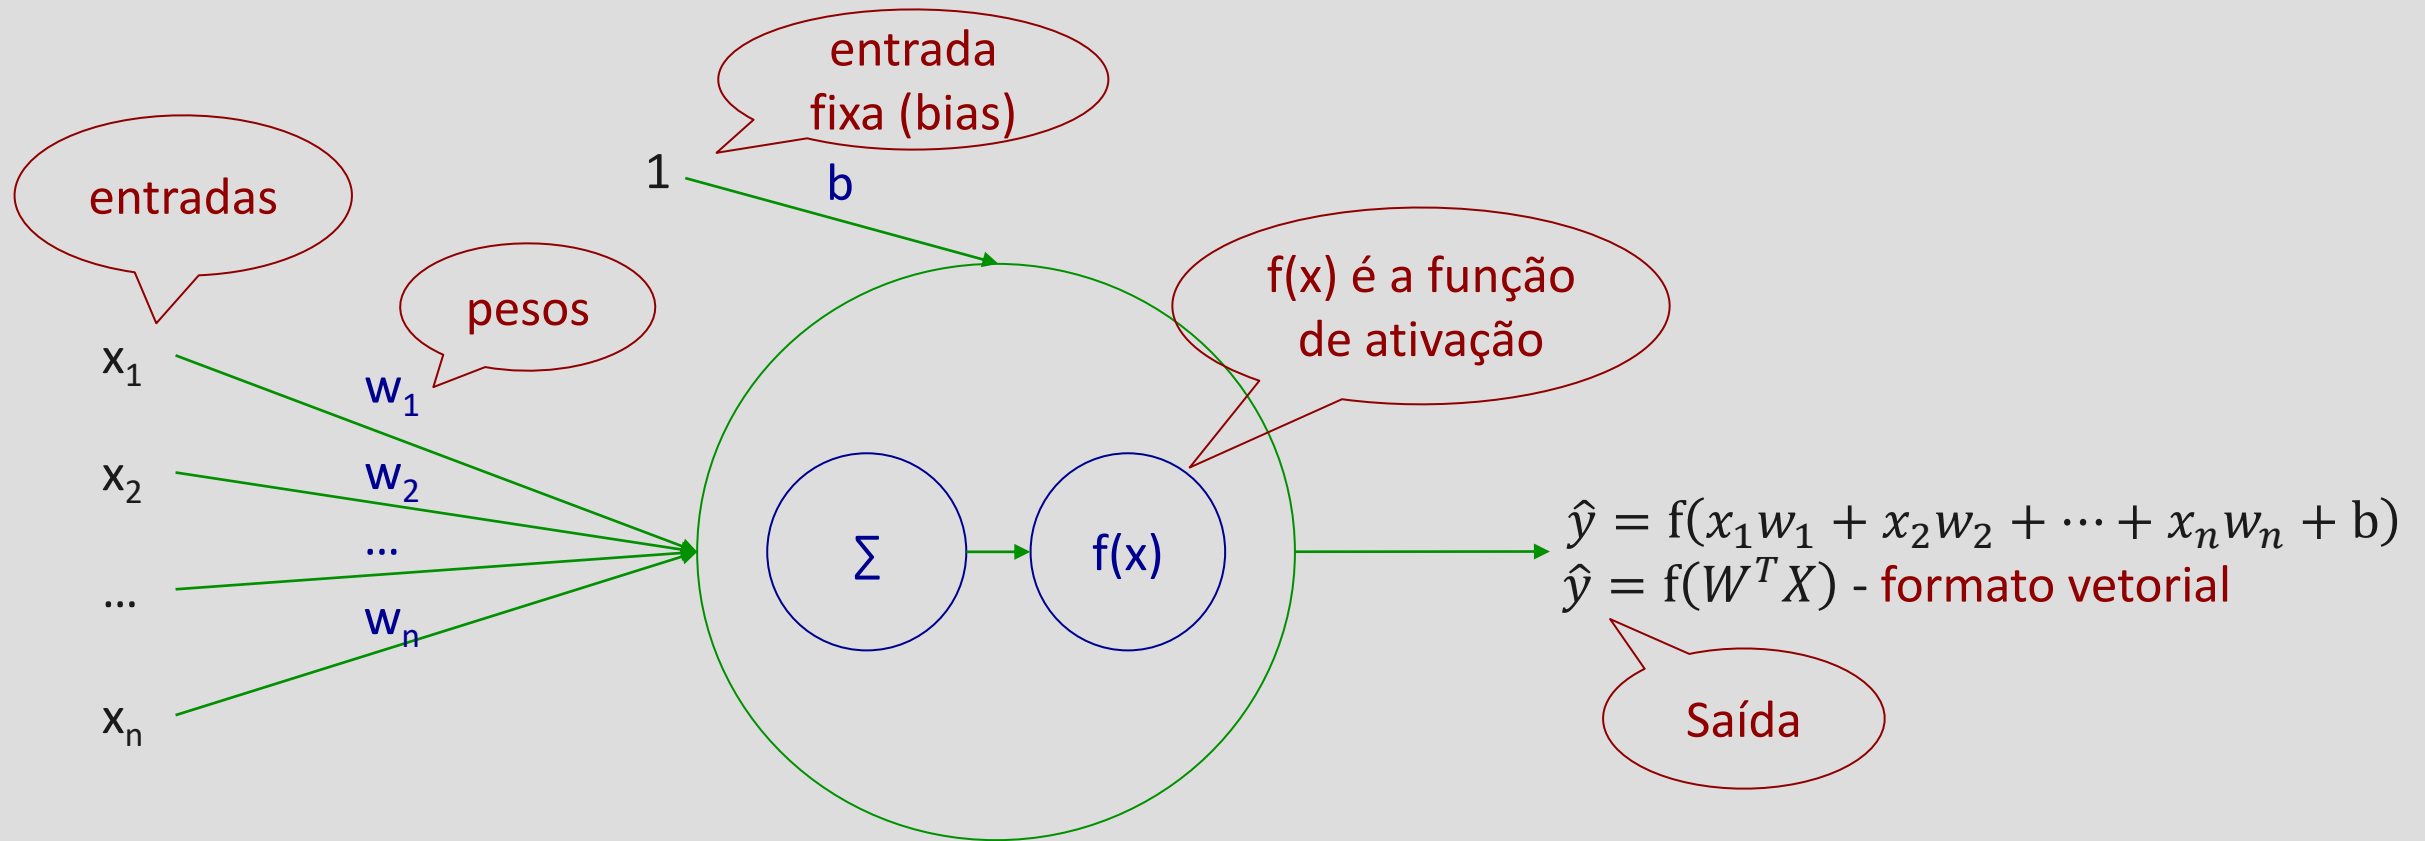 entrada
fixa (bias)
1
b
entradas
pesos
f(x) é a função
de ativação
x₁
w₁
x₂
w₂
...
...
wₙ
xₙ
∑
f(x)
ŷ = f(x₁w₁ + x₂w₂ + ⋯ + xₙwₙ + b)
ŷ = f(WᵀX) - formato vetorial
Saída